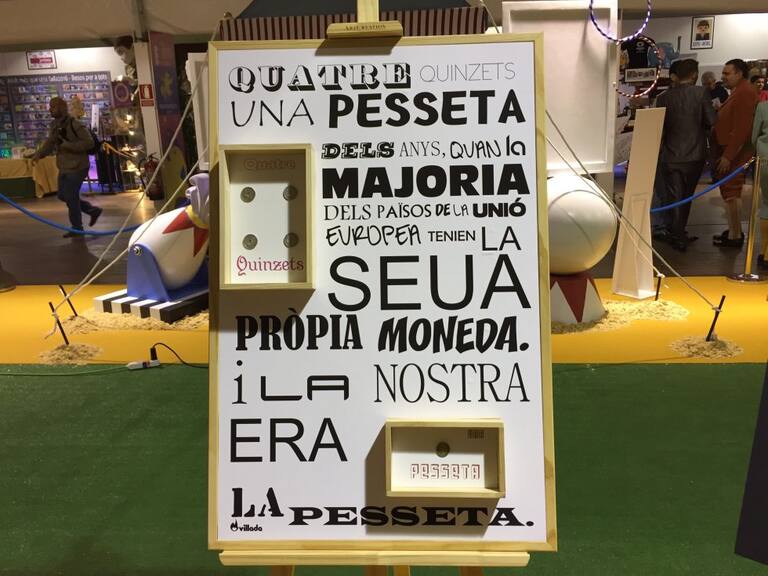 QUATRE QUINZETS
UNA PESSETA
DELS ANYS, QUAN la
MAJORIA
DELS PAÏSOS DE LA UNIÓ
EUROPEA TENIEN LA
SEUA
PRÒPIA MONEDA.
i LA NOSTRA
ERA
LA PESSETA.
villada
Quatre
Quinzets
PESSETA